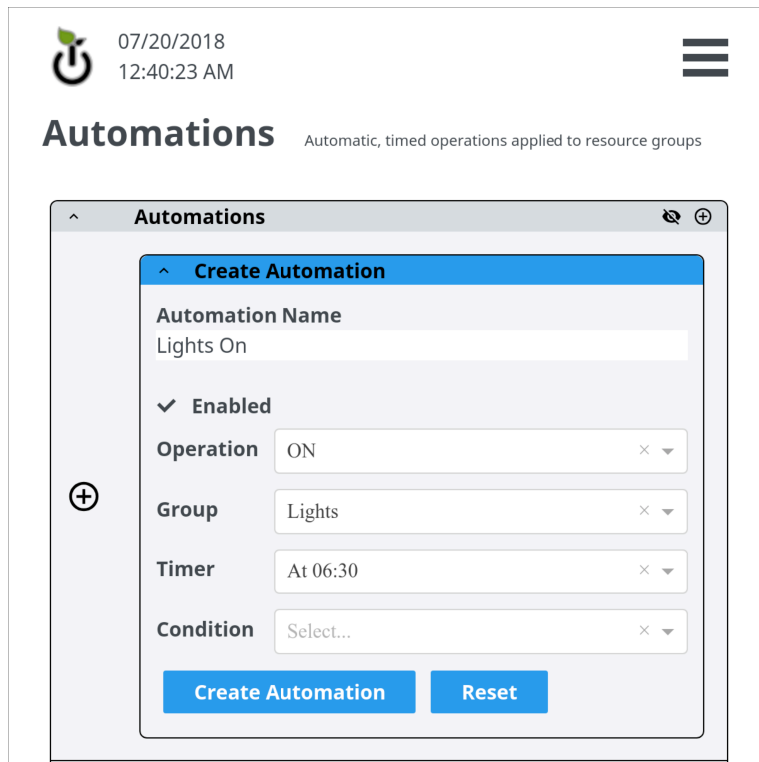 07/20/2018
12:40:23 AM
Automations Automatic, timed operations applied to resource groups
Automations
Create Automation
Automation Name
Lights On
Enabled
Operation ON
Group Lights
Timer At 06:30
Condition Select...
Create Automation Reset